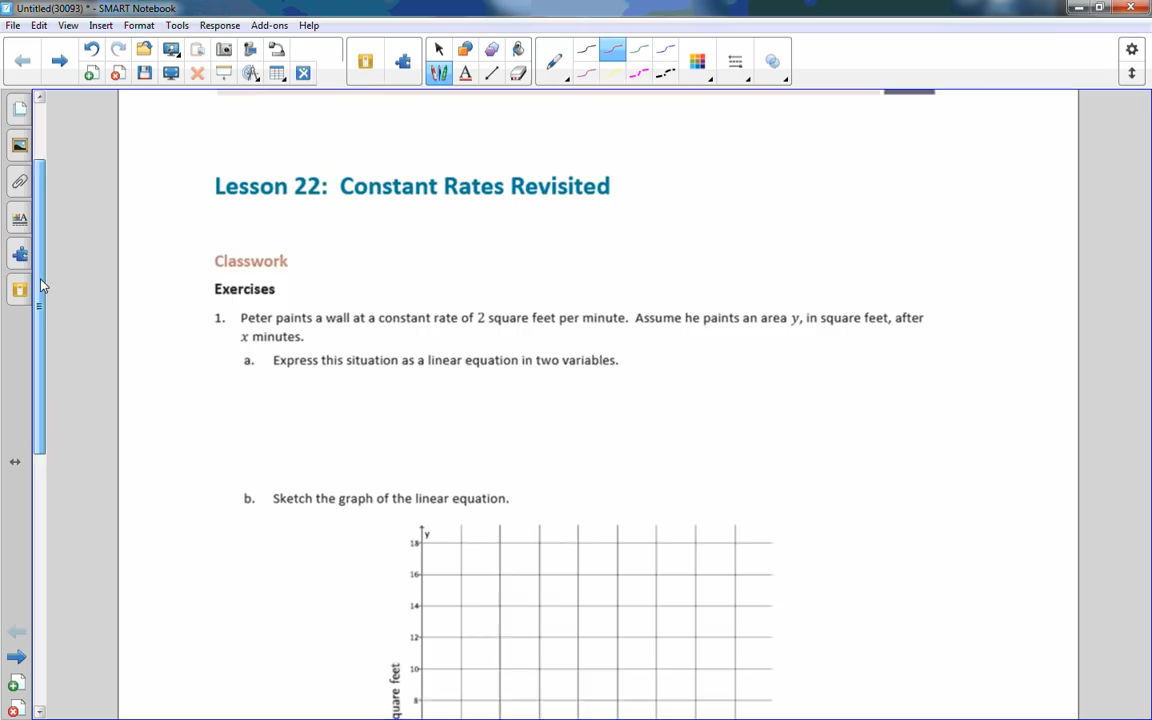 Untitled(30093) * - SMART Notebook
File Edit View Insert Format Tools Response Add-ons Help
Lesson 22: Constant Rates Revisited
Classwork
Exercises
1. Peter paints a wall at a constant rate of 2 square feet per minute. Assume he paints an area y, in square feet, after
x minutes.
a. Express this situation as a linear equation in two variables.
b. Sketch the graph of the linear equation.
y
18
16
14
12
10
8
quare feet